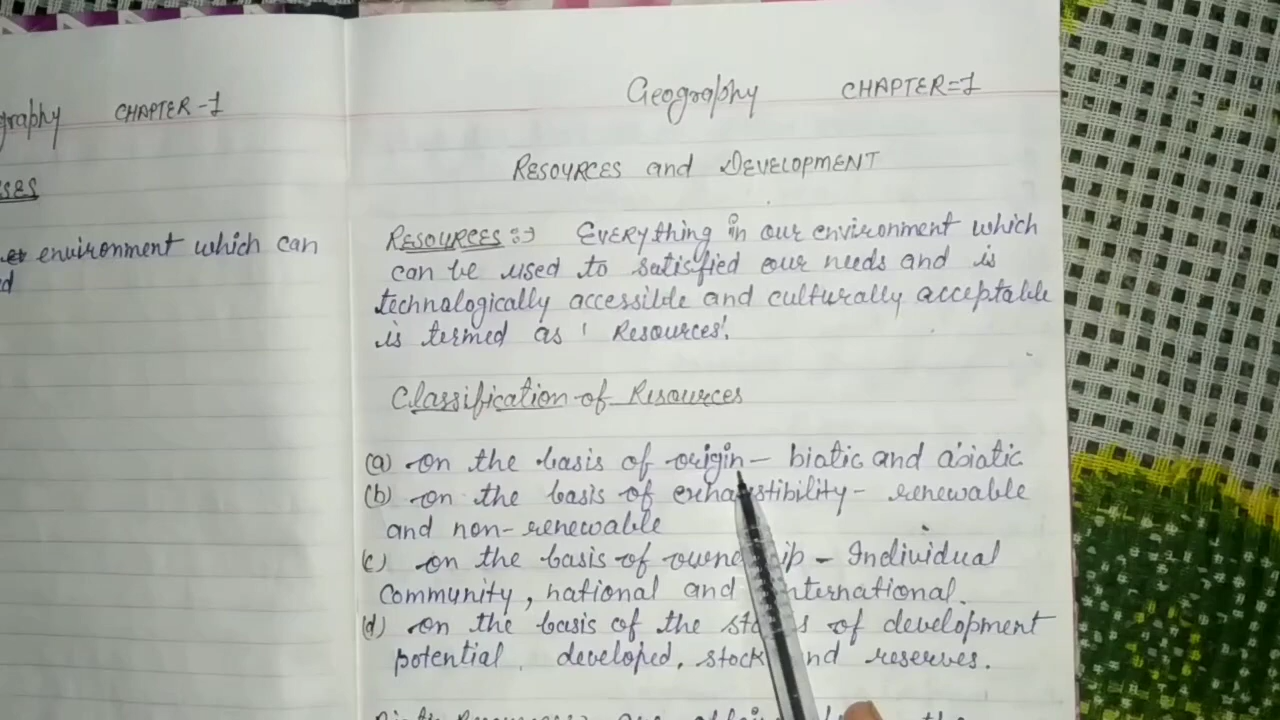 graphy CHAPTER-1
SES
environment which can
d
Geography CHAPTER=1
RESOURCES and DEVELOPMENT
RESOURCES :→ Everything in our environment which
can be used to satisfied our needs and is
technologically accessible and culturally acceptable
is termed as 'Resources'.
Classification of Resources
(a) on the basis of origin - biotic and abiotic
(b) on the basis of exhaustibility - renewable
and non-renewable
(c) on the basis of ownership - Individual
Community, national and international.
(d) on the basis of the status of development
potential, developed, stock and reserves.
the